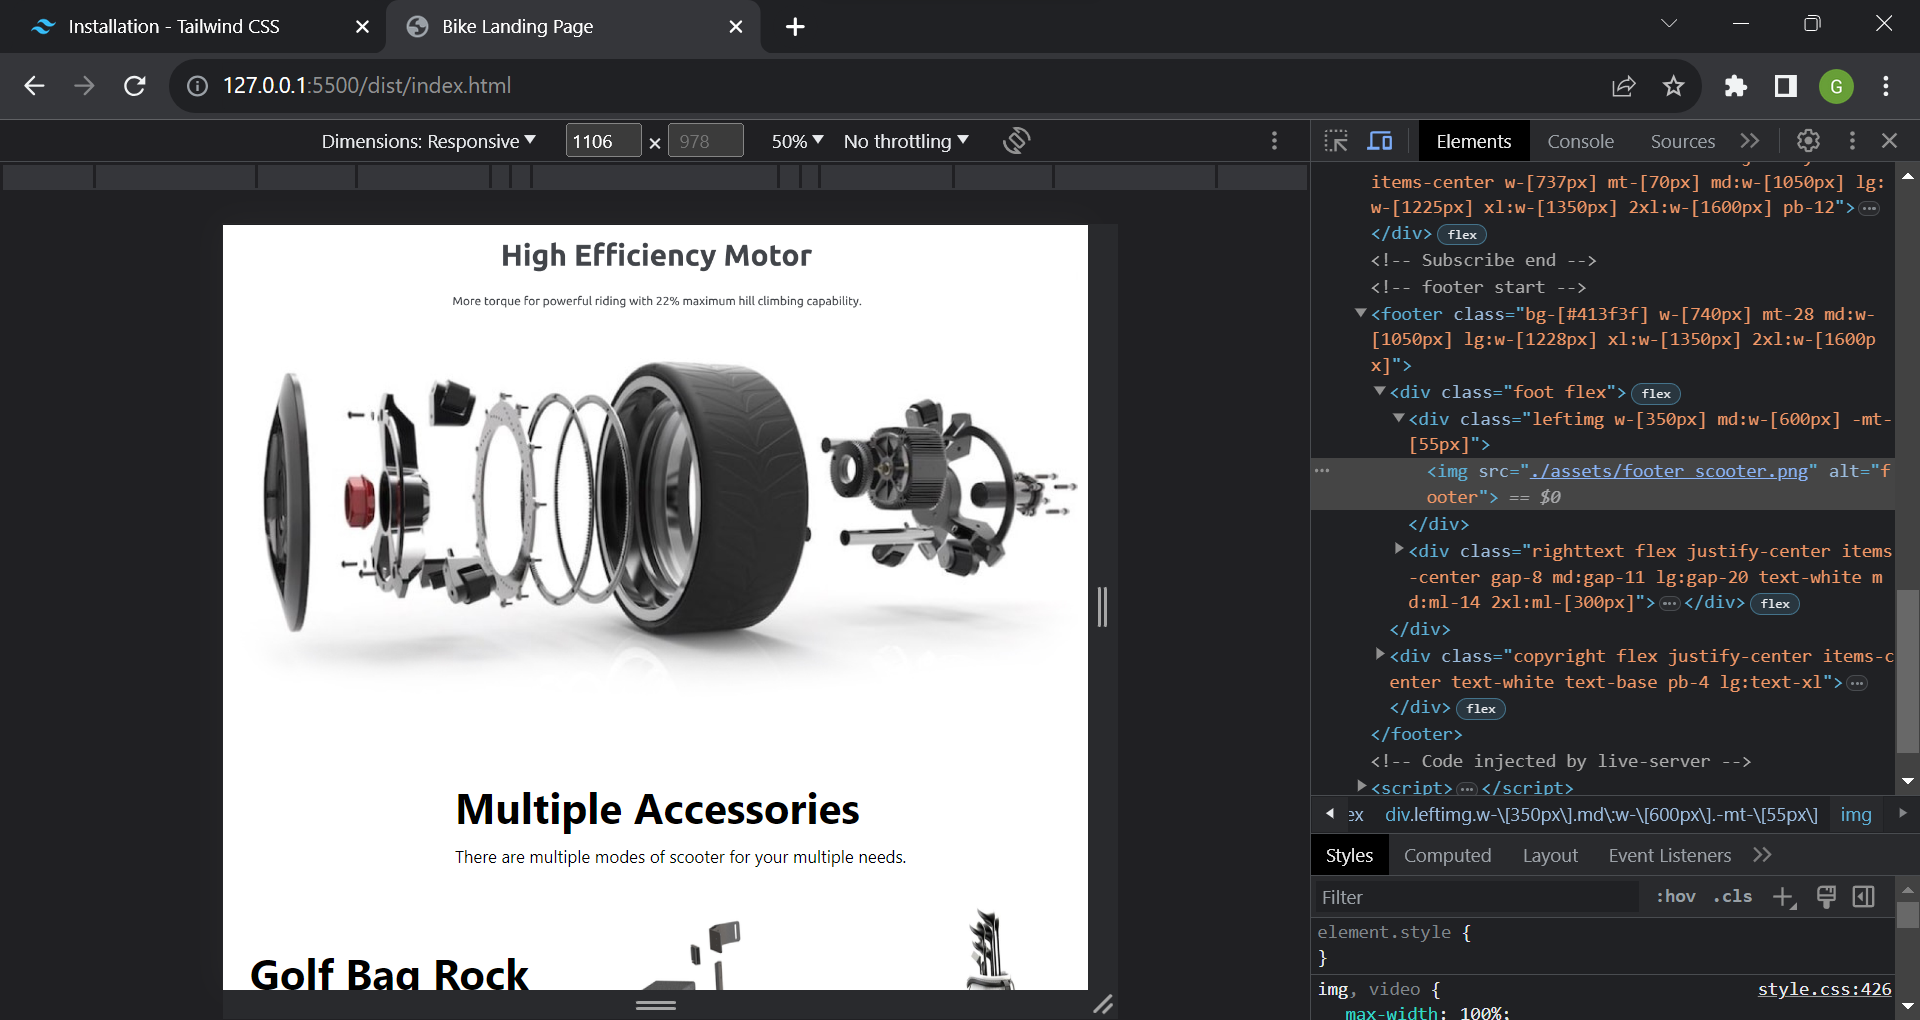 Installation - Tailwind CSS
Bike Landing Page
127.0.0.1:5500/dist/index.html
G
Dimensions: Responsive
1106 × 978
50%
No throttling
Elements
Console
Sources
items-center w-[737px] mt-[70px] md:w-[1050px] lg:
w-[1225px] xl:w-[1350px] 2xl:w-[1600px] pb-12">
</div> flex
<!-- Subscribe end -->
<!-- footer start -->
<footer class="bg-[#413f3f] w-[740px] mt-28 md:w-
[1050px] lg:w-[1228px] xl:w-[1350px] 2xl:w-[1600p
x]">
<div class="foot flex"> flex
<div class="leftimg w-[350px] md:w-[600px] -mt-
[55px]">
<img src="./assets/footer_scooter.png" alt="f
ooter"> == $0
</div>
<div class="righttext flex justify-center items
-center gap-8 md:gap-11 lg:gap-20 text-white m
d:ml-14 2xl:ml-[300px]">…</div> flex
</div>
<div class="copyright flex justify-center items-c
enter text-white text-base pb-4 lg:text-xl">…
</div> flex
</footer>
<!-- Code injected by live-server -->
<script>…</script>
ex div.leftimg.w-\[350px\].md\:w-\[600px\].-mt-\[55px\] img
Styles
Computed
Layout
Event Listeners
Filter
:hov .cls
element.style {
}
img, video {
style.css:426
max-width: 100%;
High Efficiency Motor
More torque for powerful riding with 22% maximum hill climbing capability.
Multiple Accessories
There are multiple modes of scooter for your multiple needs.
Golf Bag Rock